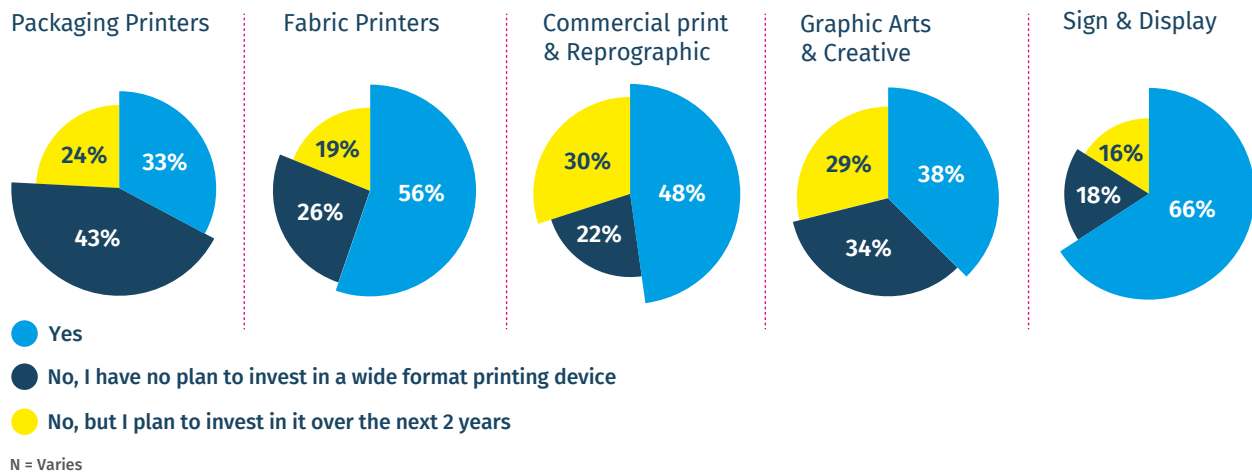 Packaging Printers
33%
43%
24%
Fabric Printers
56%
26%
19%
Commercial print
& Reprographic
48%
22%
30%
Graphic Arts
& Creative
38%
34%
29%
Sign & Display
66%
18%
16%
Yes
No, I have no plan to invest in a wide format printing device
No, but I plan to invest in it over the next 2 years
N = Varies